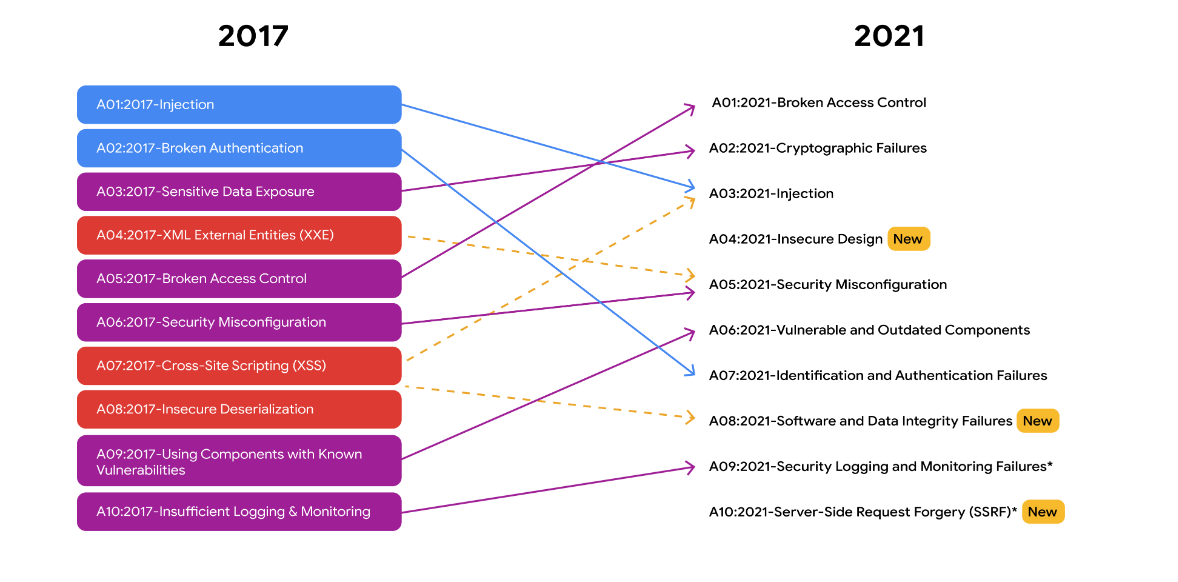 2017
2021
A01:2017-Injection
A02:2017-Broken Authentication
A03:2017-Sensitive Data Exposure
A04:2017-XML External Entities (XXE)
A05:2017-Broken Access Control
A06:2017-Security Misconfiguration
A07:2017-Cross-Site Scripting (XSS)
A08:2017-Insecure Deserialization
A09:2017-Using Components with Known
Vulnerabilities
A10:2017-Insufficient Logging & Monitoring
A01:2021-Broken Access Control
A02:2021-Cryptographic Failures
A03:2021-Injection
A04:2021-Insecure Design New
A05:2021-Security Misconfiguration
A06:2021-Vulnerable and Outdated Components
A07:2021-Identification and Authentication Failures
A08:2021-Software and Data Integrity Failures New
A09:2021-Security Logging and Monitoring Failures*
A10:2021-Server-Side Request Forgery (SSRF)* New